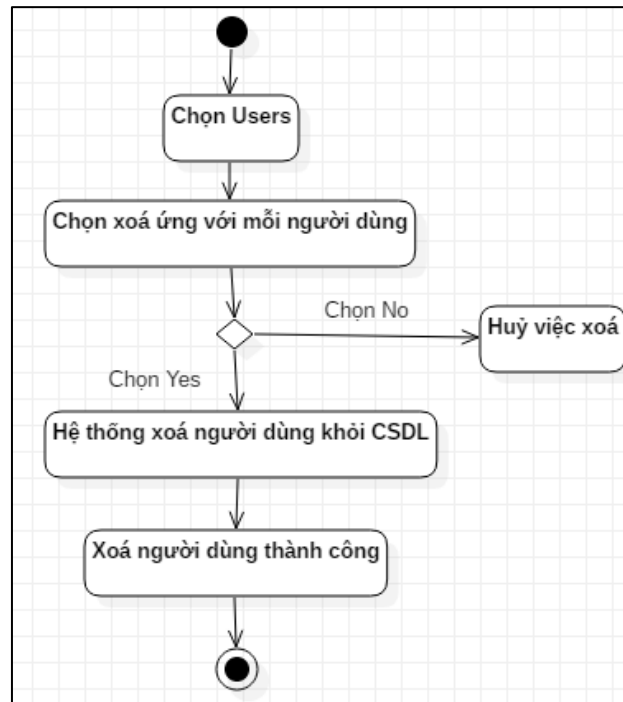 Chọn Users
Chọn xoá ứng với mỗi người dùng
Chọn No
Huỷ việc xoá
Chọn Yes
Hệ thống xoá người dùng khỏi CSDL
Xoá người dùng thành công